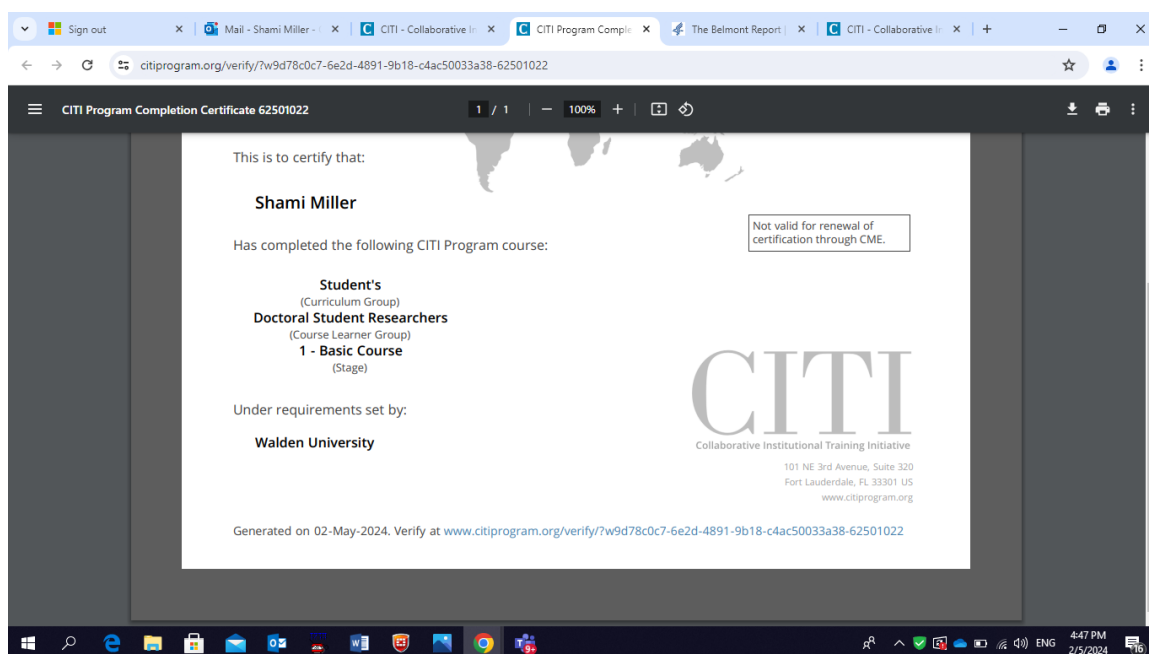 Sign out
Mail - Shami Miller -
CITI - Collaborative In
CITI Program Comple
The Belmont Report |
CITI - Collaborative In
citiprogram.org/verify/?w9d78c0c7-6e2d-4891-9b18-c4ac50033a38-62501022
CITI Program Completion Certificate 62501022
1 / 1
100%
This is to certify that:
Shami Miller
Not valid for renewal of
certification through CME.
Has completed the following CITI Program course:
Student's
(Curriculum Group)
Doctoral Student Researchers
(Course Learner Group)
1 - Basic Course
(Stage)
Under requirements set by:
Walden University
CITI
Collaborative Institutional Training Initiative
101 NE 3rd Avenue, Suite 320
Fort Lauderdale, FL 33301 US
www.citiprogram.org
Generated on 02-May-2024. Verify at www.citiprogram.org/verify/?w9d78c0c7-6e2d-4891-9b18-c4ac50033a38-62501022
ENG
4:47 PM
2/5/2024
16